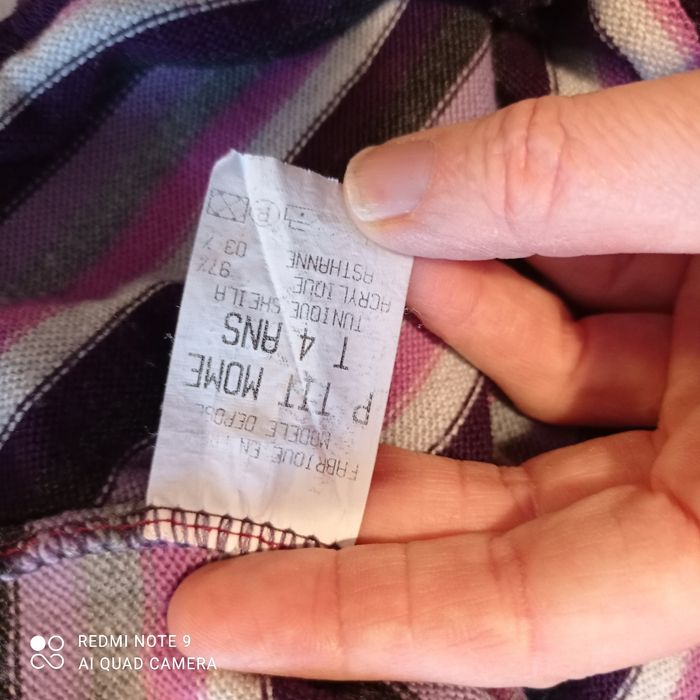 FABRIQUE EN
MODELE DEPOSE
P TIT MOME
T 4 ANS
TUNIQUE SHEILA
ACRYLIQUE 97%
ASTHANNE 03 %
REDMI NOTE 9
AI QUAD CAMERA